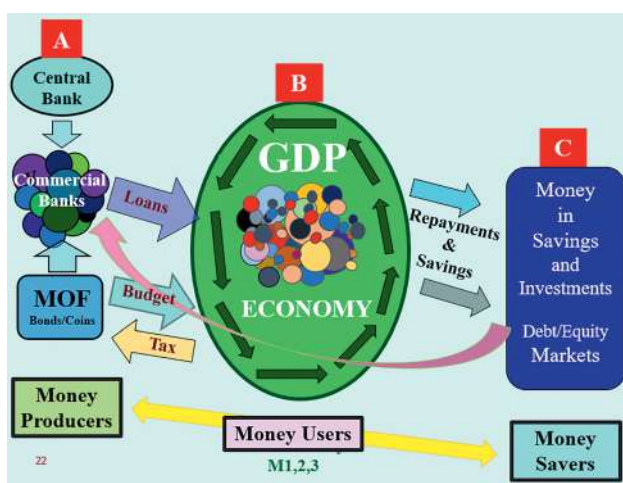 A
Central
Bank
Commercial
Banks
MOF
Bonds/Coins
Loans
Budget
Tax
B
GDP
ECONOMY
Repayments
&
Savings
C
Money
in
Savings
and
Investments
Debt/Equity
Markets
Money
Producers
Money Users
M1,2,3
Money
Savers
22